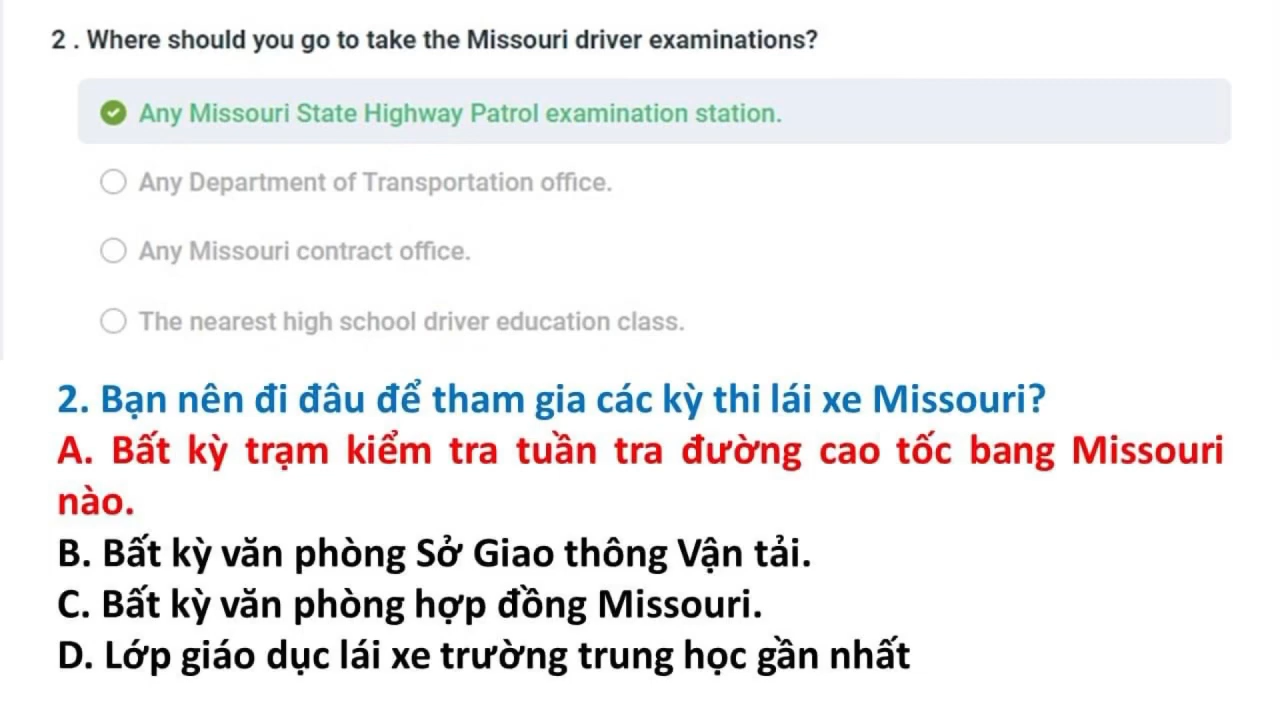 2 . Where should you go to take the Missouri driver examinations?
Any Missouri State Highway Patrol examination station.
Any Department of Transportation office.
Any Missouri contract office.
The nearest high school driver education class.
2. Bạn nên đi đâu để tham gia các kỳ thi lái xe Missouri?
A. Bất kỳ trạm kiểm tra tuần tra đường cao tốc bang Missouri
nào.
B. Bất kỳ văn phòng Sở Giao thông Vận tải.
C. Bất kỳ văn phòng hợp đồng Missouri.
D. Lớp giáo dục lái xe trường trung học gần nhất